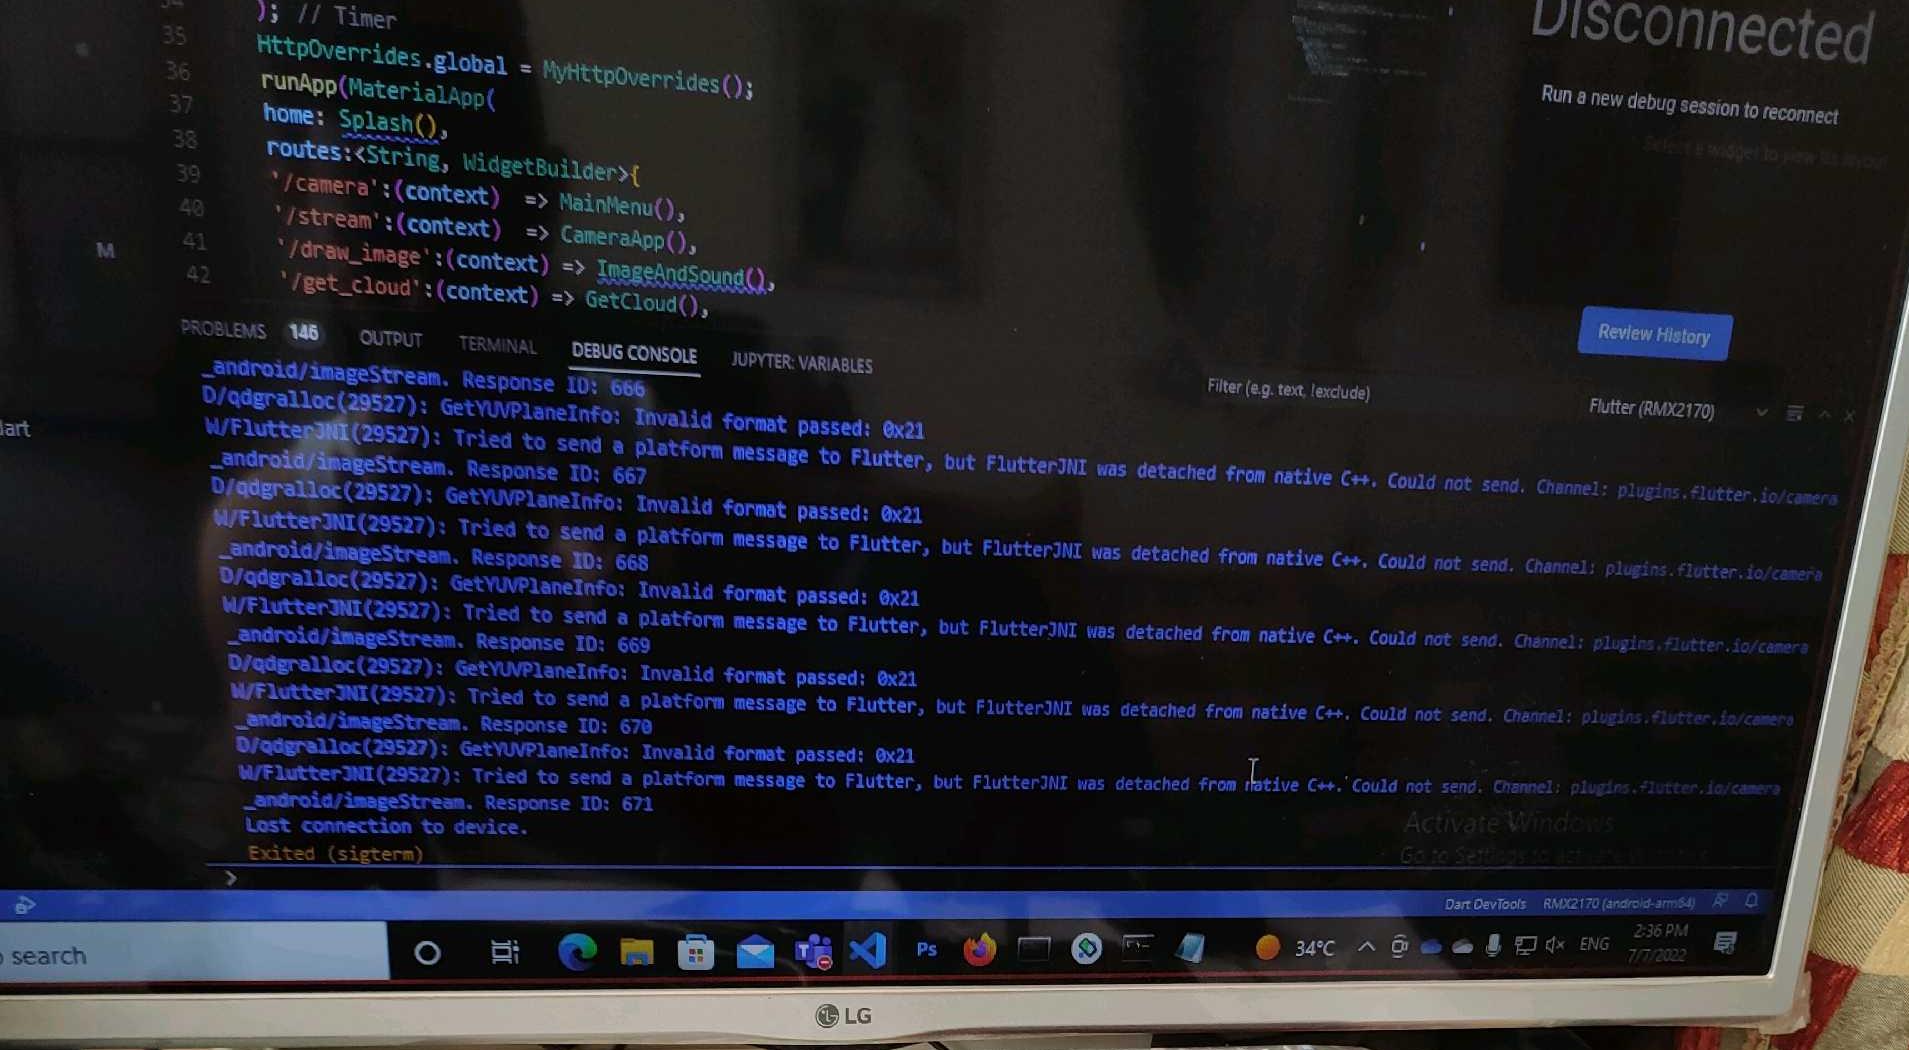 ); // Timer
35
HttpOverrides.global = MyHttpOverrides();
36
runApp(MaterialApp(
37
home: Splash(),
38
routes:<String, WidgetBuilder>{
39
'/camera':(context) => MainMenu(),
40
'/stream':(context) => CameraApp(),
41
'/draw_image':(context) => ImageAndSound(),
42
'/get_cloud':(context) => GetCloud(),
M
Disconnected
Run a new debug session to reconnect
Select a widget to view its layout
Review History
PROBLEMS 146 OUTPUT TERMINAL DEBUG CONSOLE JUPYTER: VARIABLES
Filter (e.g. text, !exclude)
Flutter (RMX2170)
_android/imageStream. Response ID: 666
D/qdgralloc(29527): GetYUVPlaneInfo: Invalid format passed: 0x21
W/FlutterJNI(29527): Tried to send a platform message to Flutter, but FlutterJNI was detached from native C++. Could not send. Channel: plugins.flutter.io/camera
_android/imageStream. Response ID: 667
D/qdgralloc(29527): GetYUVPlaneInfo: Invalid format passed: 0x21
W/FlutterJNI(29527): Tried to send a platform message to Flutter, but FlutterJNI was detached from native C++. Could not send. Channel: plugins.flutter.io/camera
_android/imageStream. Response ID: 668
D/qdgralloc(29527): GetYUVPlaneInfo: Invalid format passed: 0x21
W/FlutterJNI(29527): Tried to send a platform message to Flutter, but FlutterJNI was detached from native C++. Could not send. Channel: plugins.flutter.io/camera
_android/imageStream. Response ID: 669
D/qdgralloc(29527): GetYUVPlaneInfo: Invalid format passed: 0x21
W/FlutterJNI(29527): Tried to send a platform message to Flutter, but FlutterJNI was detached from native C++. Could not send. Channel: plugins.flutter.io/camera
_android/imageStream. Response ID: 670
D/qdgralloc(29527): GetYUVPlaneInfo: Invalid format passed: 0x21
W/FlutterJNI(29527): Tried to send a platform message to Flutter, but FlutterJNI was detached from native C++. Could not send. Channel: plugins.flutter.io/camera
_android/imageStream. Response ID: 671
Lost connection to device.
Exited (sigterm)
Activate Windows
Go to Settings to
Dart DevTools RMX2170 (android-arm64)
search
Ps
34°C
ENG
2:36 PM
7/7/2022
LG